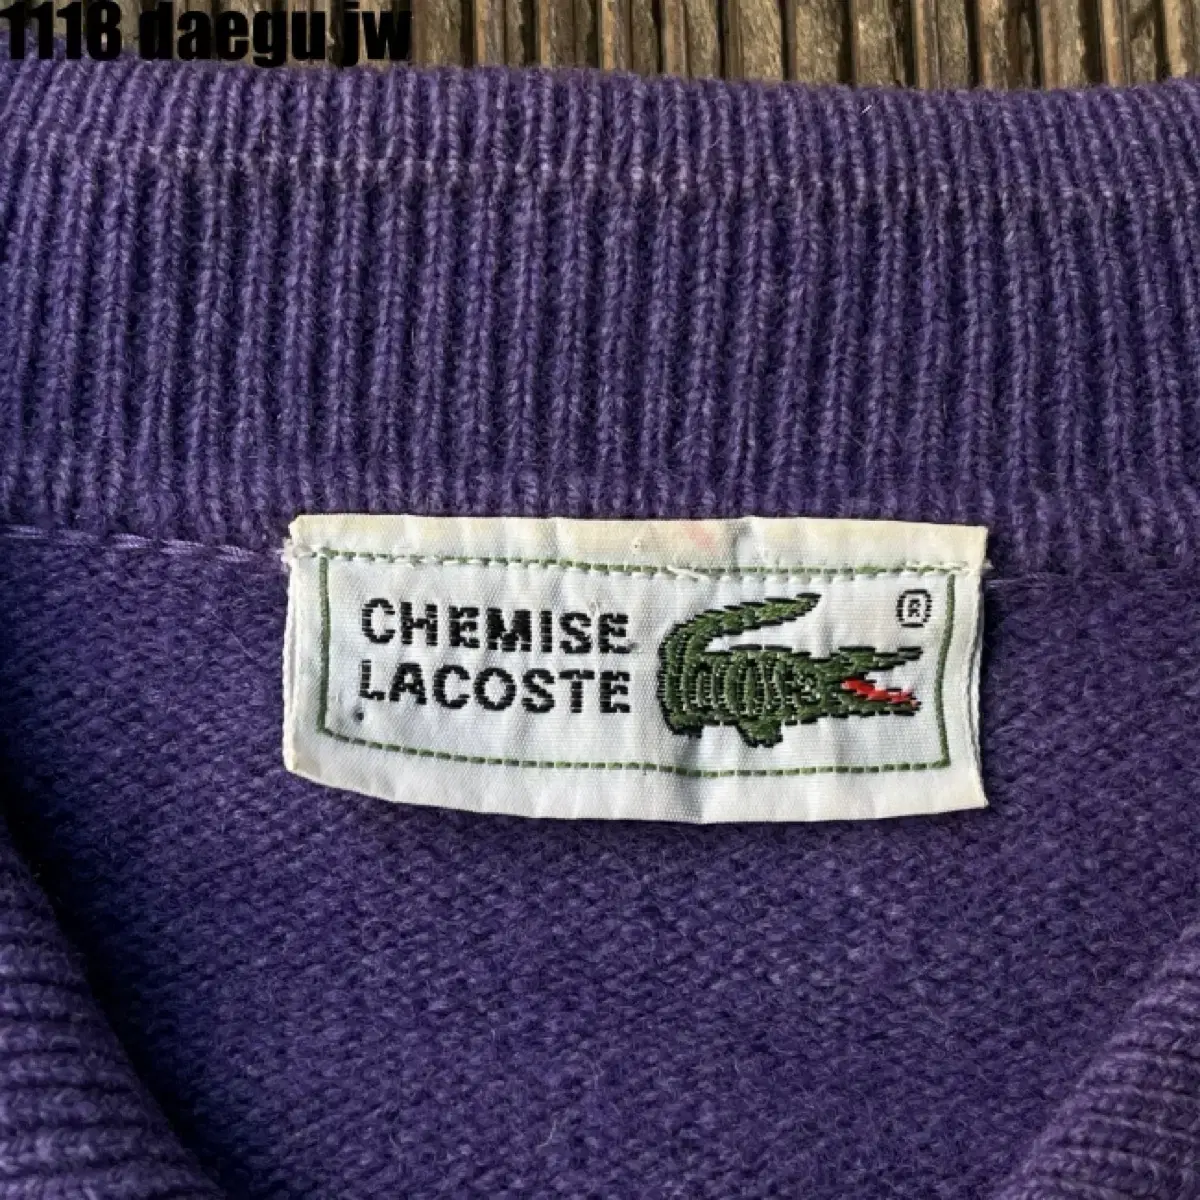 1118 daegu jw
CHEMISE
LACOSTE
®